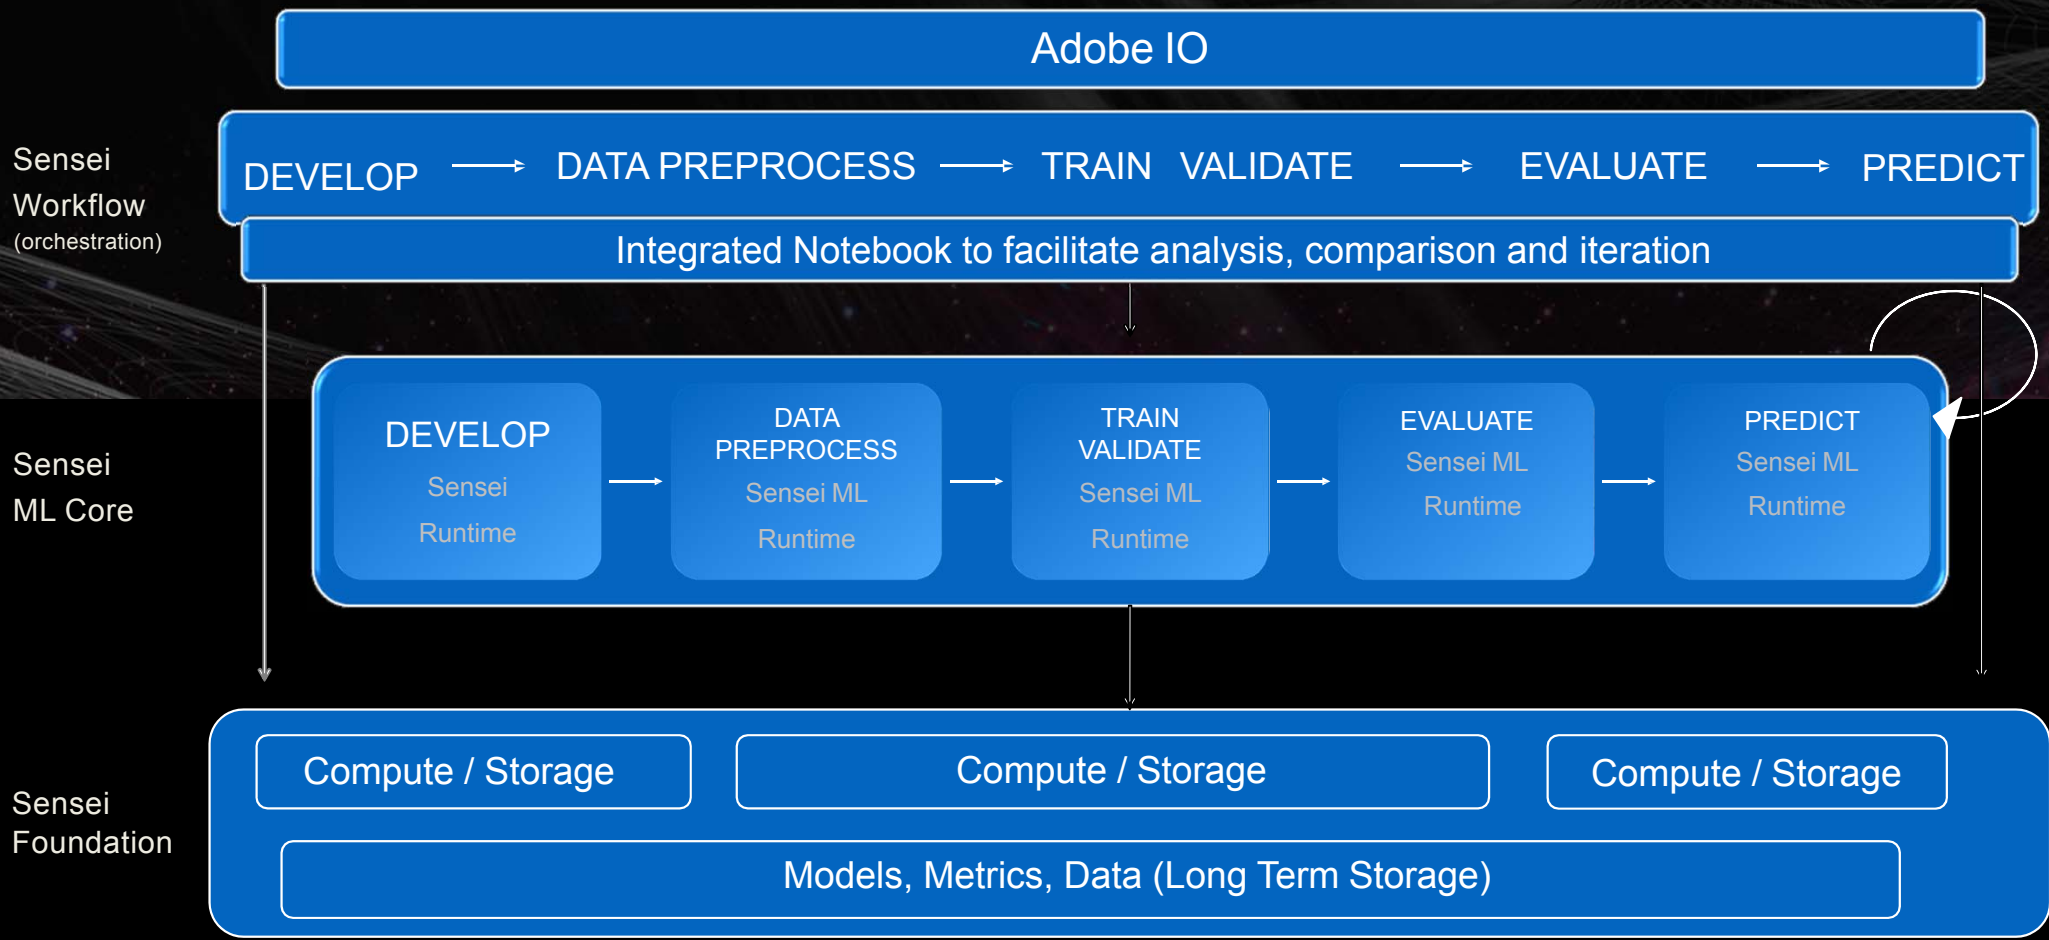 Adobe IO
Sensei
Workflow
(orchestration)
DEVELOP
DATA PREPROCESS
TRAIN VALIDATE
EVALUATE
PREDICT
Integrated Notebook to facilitate analysis, comparison and iteration
Sensei
ML Core
DEVELOP
Sensei
Runtime
DATA
PREPROCESS
Sensei ML
Runtime
TRAIN
VALIDATE
Sensei ML
Runtime
EVALUATE
Sensei ML
Runtime
PREDICT
Sensei ML
Runtime
Sensei
Foundation
Compute / Storage
Compute / Storage
Compute / Storage
Models, Metrics, Data (Long Term Storage)